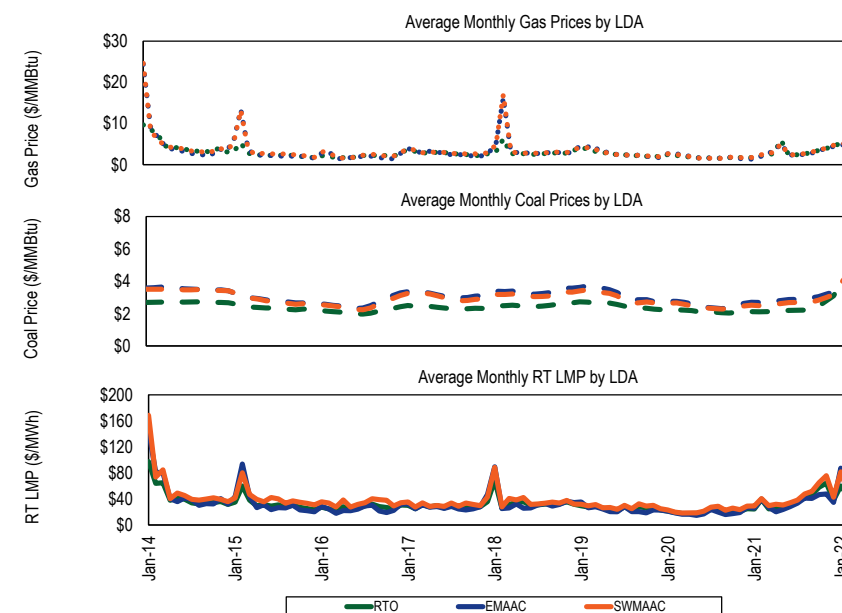 Average Monthly Gas Prices by LDA
Gas Price ($/MMBtu)
$30
$20
$10
$0
Average Monthly Coal Prices by LDA
Coal Price ($/MMBtu)
$8
$6
$4
$2
$0
Average Monthly RT LMP by LDA
RT LMP ($/MWh)
$200
$160
$120
$80
$40
$0
Jan-14
Jan-15
Jan-16
Jan-17
Jan-18
Jan-19
Jan-20
Jan-21
Jan-22
RTO EMAAC SWMAAC